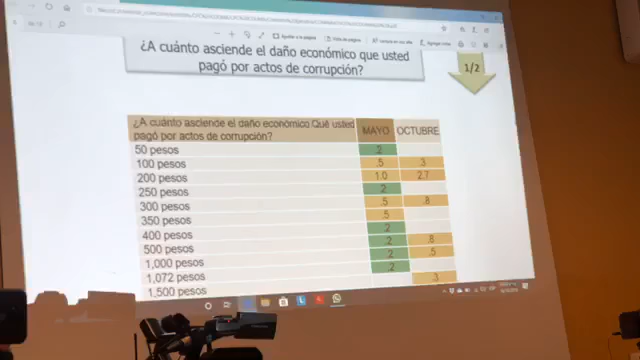 ¿A cuánto asciende el daño económico que usted
pagó por actos de corrupción?
1/2
¿A cuánto asciende el daño económico Qué usted pagó por actos de corrupción? MAYO OCTUBRE
50 pesos .2
100 pesos .5 .3
200 pesos 1.0 2.7
250 pesos .2
300 pesos .5 .8
350 pesos .5
400 pesos .2
500 pesos .2 .8
1,000 pesos .2 .5
1,072 pesos .2
1,500 pesos .3